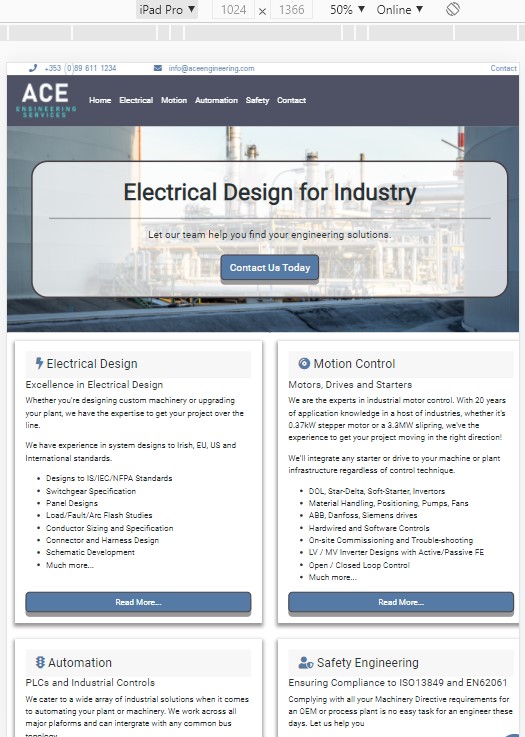 iPad Pro ▼ 1024 x 1366 50% ▼ Online ▼
+353 (0)89 611 1234 info@aceengineering.com Contact
ACE
ENGINEERING
SERVICES
Home Electrical Motion Automation Safety Contact
Electrical Design for Industry
Let our team help you find your engineering solutions.
Contact Us Today
Electrical Design
Excellence in Electrical Design
Whether you're designing custom machinery or upgrading
your plant, we have the expertise to get your project over the
line.
We have experience in system designs to Irish, EU, US and
International standards.
• Designs to IS/IEC/NFPA Standards
• Switchgear Specification
• Panel Designs
• Load/Fault/Arc Flash Studies
• Conductor Sizing and Specification
• Connector and Harness Design
• Schematic Development
• Much more...
Read More...
Motion Control
Motors, Drives and Starters
We are the experts in industrial motor control. With 20 years
of application knowledge in a host of industries, whether it's
0.37kW stepper motor or a 3.3MW slipring, we've the
experience to get your project moving in the right direction!
We'll integrate any starter or drive to your machine or plant
infrastructure regardless of control technique.
• DOL, Star-Delta, Soft-Starter, Invertors
• Material Handling, Positioning, Pumps, Fans
• ABB, Danfoss, Siemens drives
• Hardwired and Software Controls
• On-site Commissioning and Trouble-shooting
• LV / MV Inverter Designs with Active/Passive FE
• Open / Closed Loop Control
• Much more...
Read More...
Automation
PLCs and Industrial Controls
We cater to a wide array of industrial solutions when it comes
to automating your plant or machinery. We work across all
major plaforms and can intergrate with any common bus
topology.
Safety Engineering
Ensuring Compliance to ISO13849 and EN62061
Complying with all your Machinery Directive requirements for
an OEM or process plant is no easy task for an engineer these
days. Let us help you